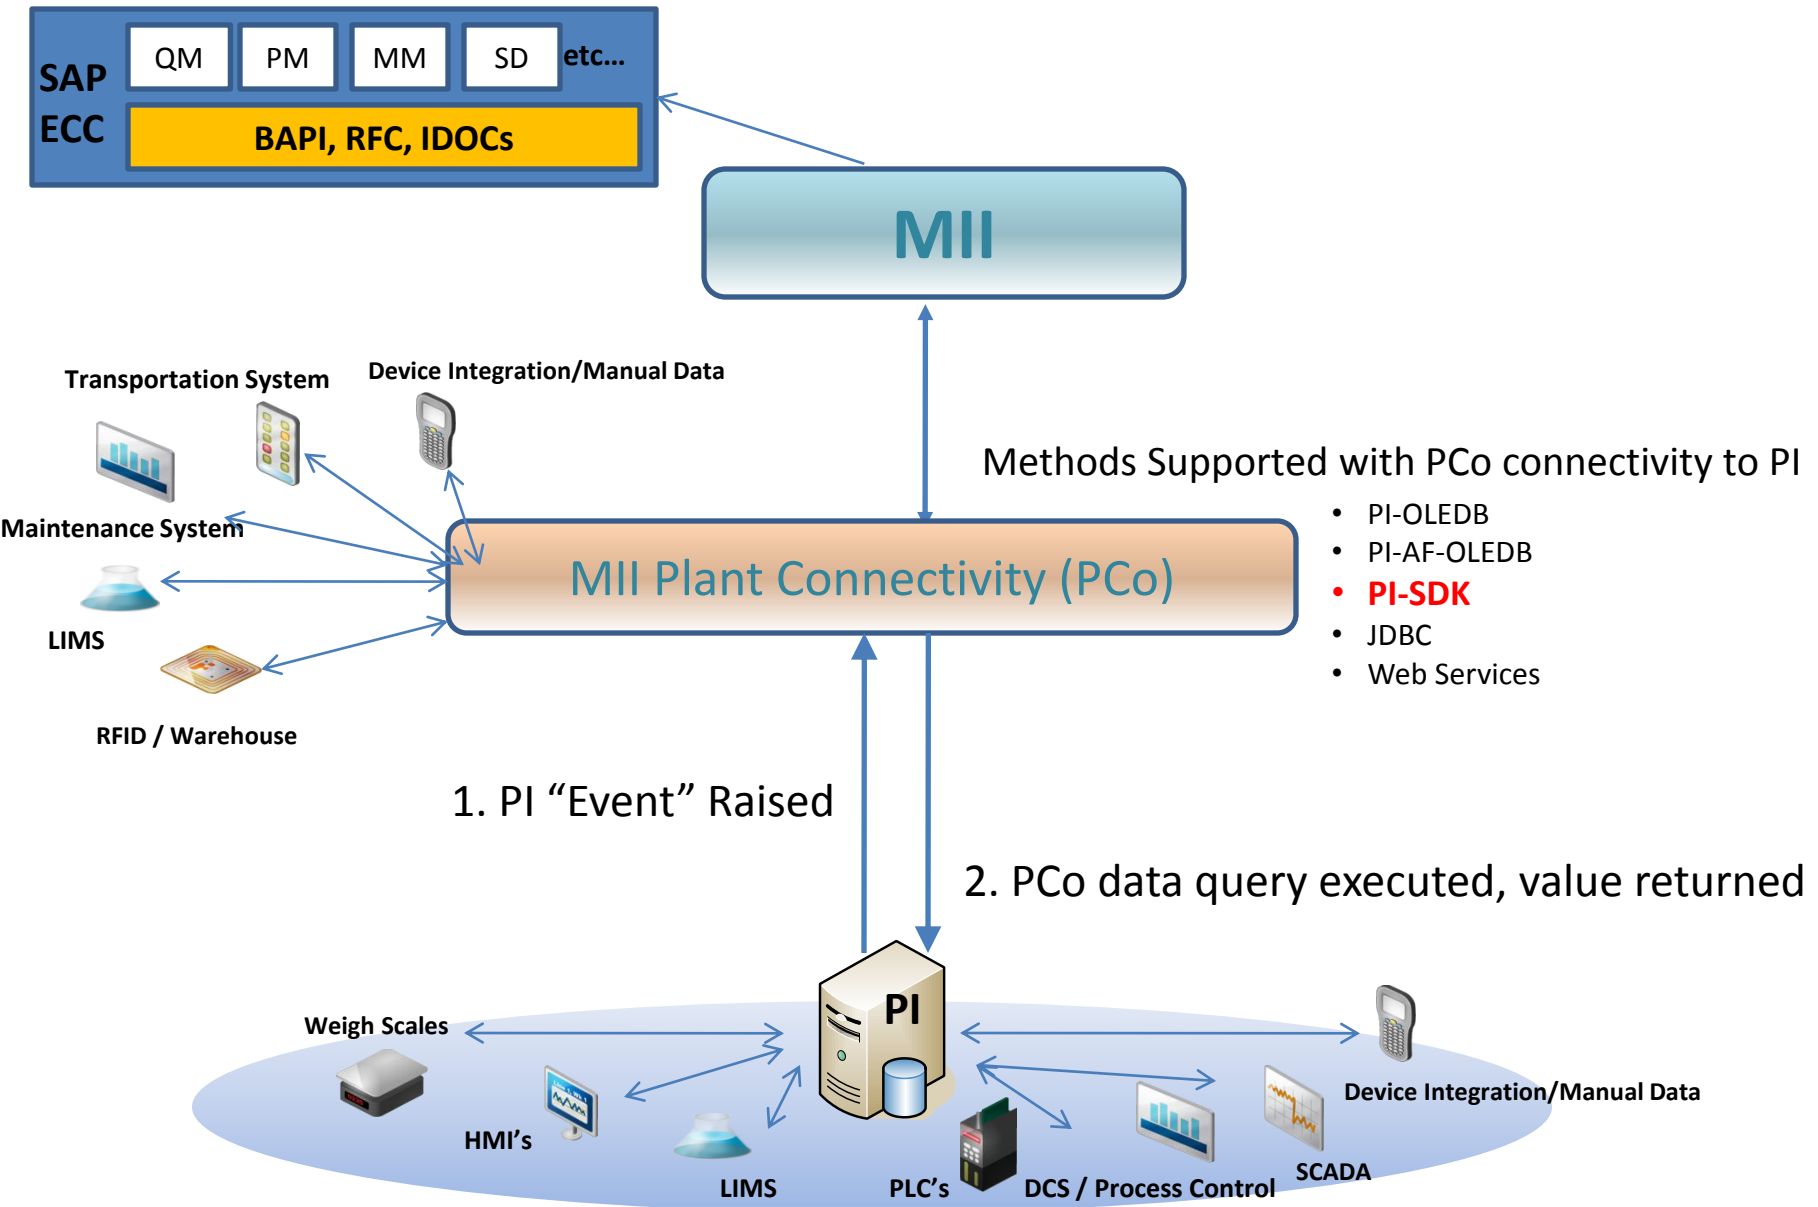 SAP
ECC
QM
PM
MM
SD
etc...
BAPI, RFC, IDOCs
MII
Transportation System
Device Integration/Manual Data
Maintenance System
LIMS
RFID / Warehouse
MII Plant Connectivity (PCo)
Methods Supported with PCo connectivity to PI
• PI-OLEDB
• PI-AF-OLEDB
• PI-SDK
• JDBC
• Web Services
1. PI “Event” Raised
2. PCo data query executed, value returned
PI
Weigh Scales
HMI’s
LIMS
PLC’s
DCS / Process Control
SCADA
Device Integration/Manual Data